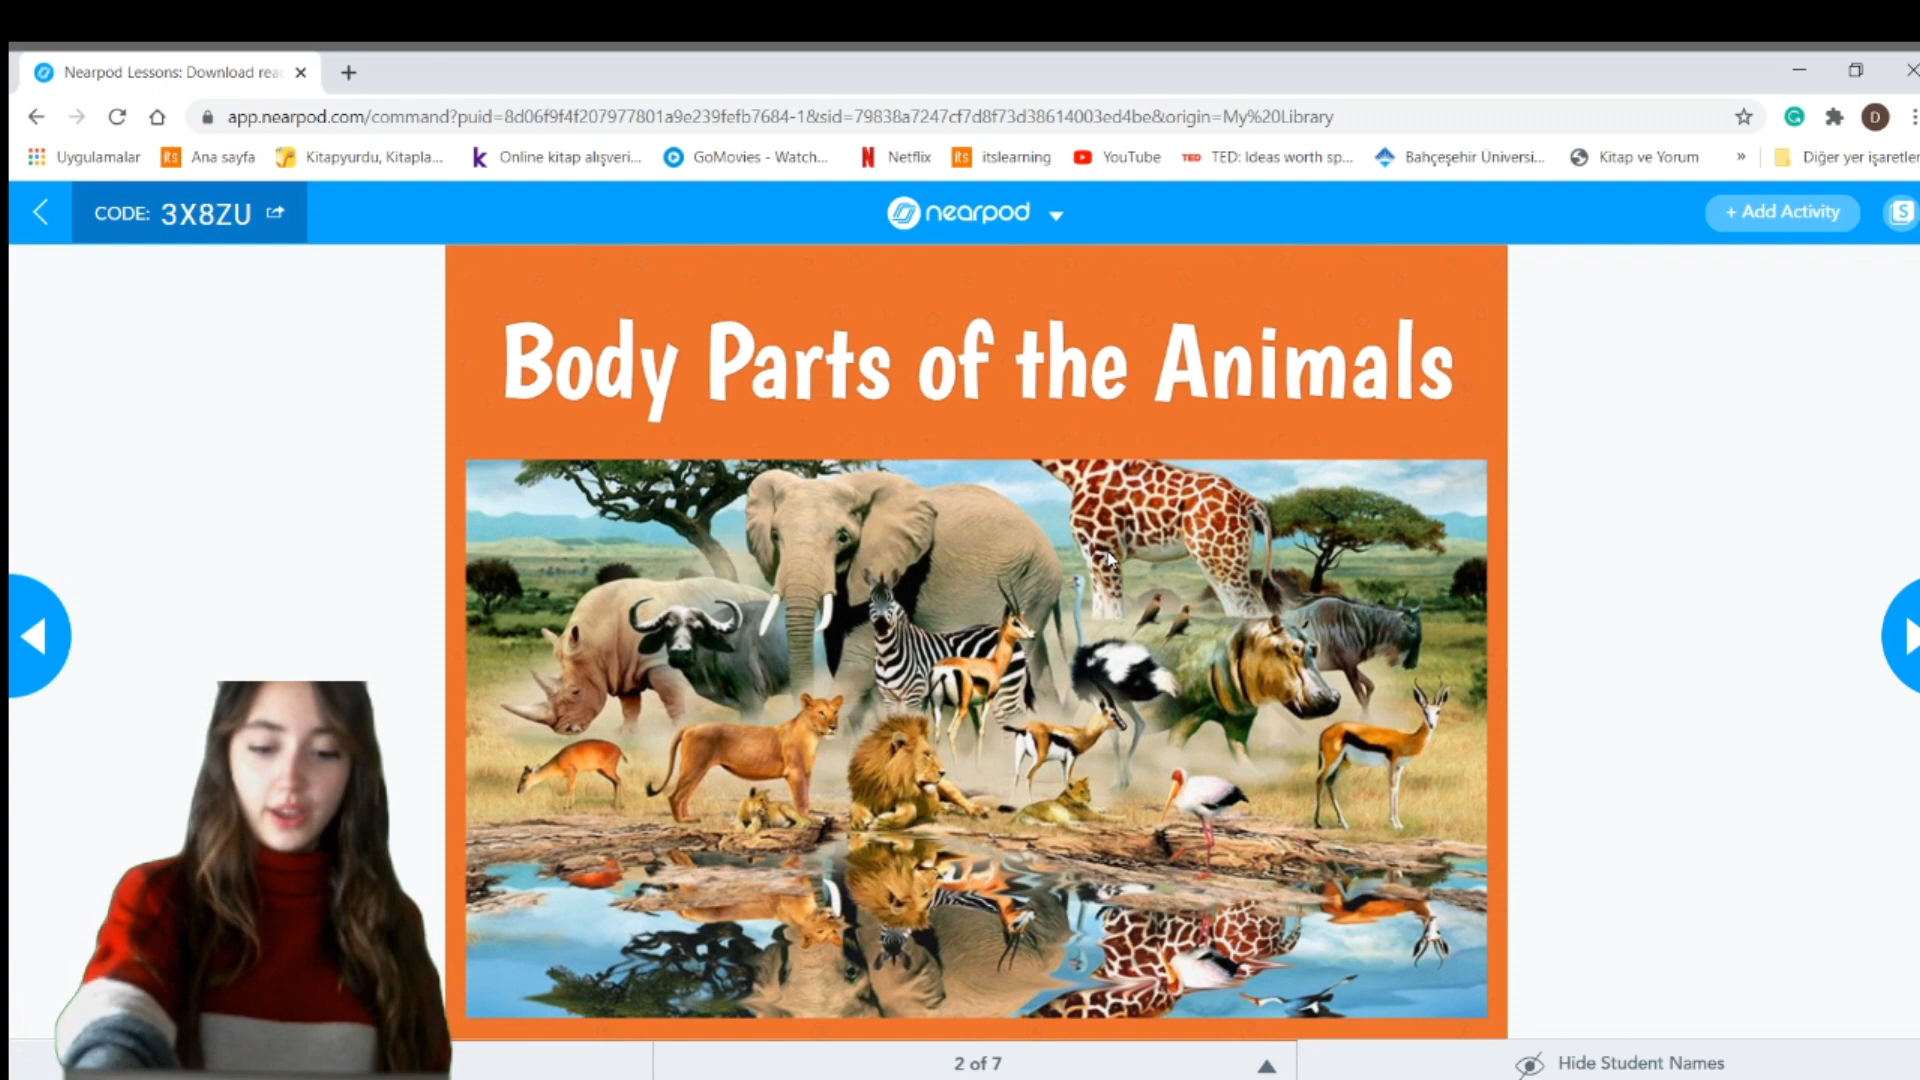 Nearpod Lessons: Download rea
app.nearpod.com/command?puid=8d06f9f4f207977801a9e239fefb7684-1&sid=79838a7247cf7d8f73d38614003ed4be&origin=My%20Library
D
Uygulamalar
its Ana sayfa
Kitapyurdu, Kitapla...
k Online kitap alışveri...
GoMovies - Watch...
N Netflix
its itslearning
YouTube
TED TED: Ideas worth sp...
Bahçeşehir Üniversi...
Kitap ve Yorum
»
Diğer yer işaretler
CODE: 3X8ZU
nearpod
+ Add Activity
S
Body Parts of the Animals
2 of 7
Hide Student Names